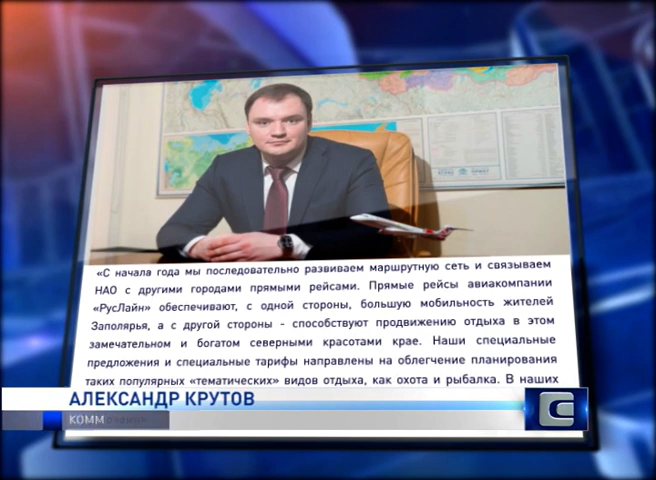 «С начала года мы последовательно развиваем маршрутную сеть и связываем
НАО с другими городами прямыми рейсами. Прямые рейсы авиакомпании
«РусЛайн» обеспечивают, с одной стороны, большую мобильность жителей
Заполярья, а с другой стороны - способствуют продвижению отдыха в этом
замечательном и богатом северными красотами крае. Наши специальные
предложения и специальные тарифы направлены на облегчение планирования
таких популярных «тематических» видов отдыха, как охота и рыбалка. В наших
АЛЕКСАНДР КРУТОВ
КОММ
С